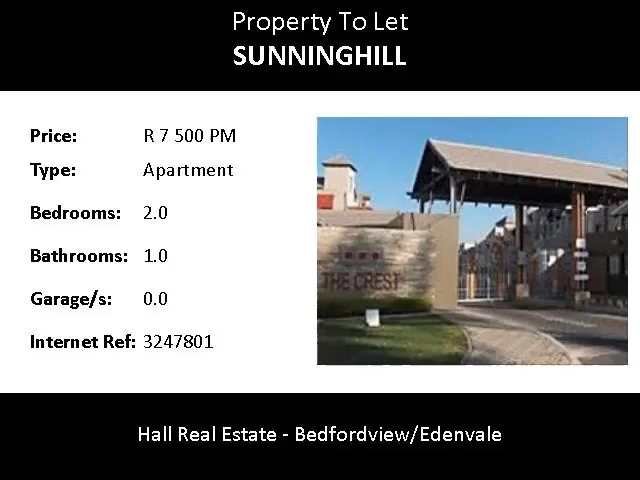 Property To Let
SUNNINGHILL
Price: R 7 500 PM
Type: Apartment
Bedrooms: 2.0
Bathrooms: 1.0
Garage/s: 0.0
Internet Ref: 3247801
THE CREST
Hall Real Estate - Bedfordview/Edenvale